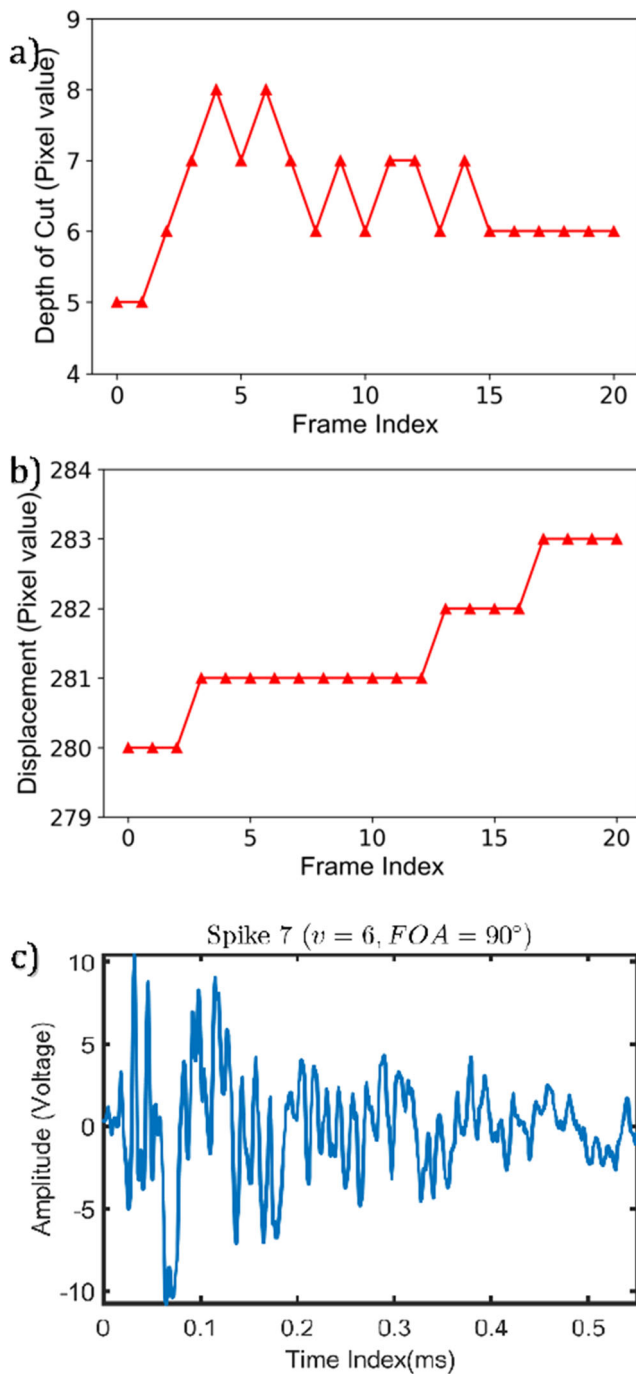 a)
9
8
7
6
5
4
Depth of Cut (Pixel value)
0 5 10 15 20
Frame Index
b)
284
283
282
281
280
279
Displacement (Pixel value)
0 5 10 15 20
Frame Index
Spike 7 (v = 6, FOA = 90°)
c)
10
5
0
-5
-10
Amplitude (Voltage)
0 0.1 0.2 0.3 0.4 0.5
Time Index(ms)